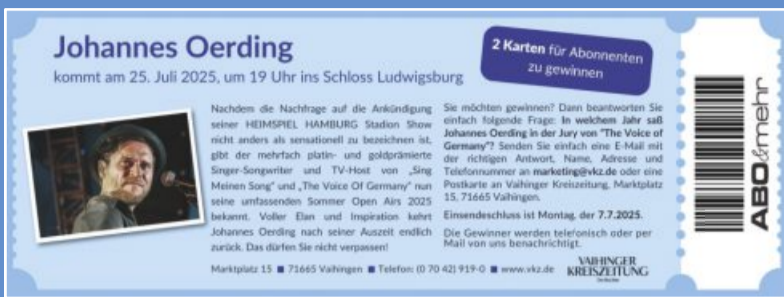 Johannes Oerding
kommt am 25. Juli 2025, um 19 Uhr ins Schloss Ludwigsburg
2 Karten für Abonnenten
zu gewinnen
Nachdem die Nachfrage auf die Ankündigung
seiner HEIMSPIEL HAMBURG Stadion Show
nicht anders als sensationell zu bezeichnen ist,
gibt der mehrfach platin- und goldprämierte
Singer-Songwriter und TV-Host von „Sing
Meinen Song“ und „The Voice Of Germany“ nun
seine umfassenden Sommer Open Airs 2025
bekannt. Voller Elan und Inspiration kehrt
Johannes Oerding nach seiner Auszeit endlich
zurück. Das dürfen Sie nicht verpassen!
Sie möchten gewinnen? Dann beantworten Sie
einfach folgende Frage: In welchem Jahr saß
Johannes Oerding in der Jury von "The Voice of
Germany"? Senden Sie einfach eine E-Mail mit
der richtigen Antwort, Name, Adresse und
Telefonnummer an marketing@vkz.de oder eine
Postkarte an Vaihinger Kreiszeitung, Marktplatz
15, 71665 Vaihingen.
Einsendeschluss ist Montag, der 7.7.2025.
Die Gewinner werden telefonisch oder per
Mail von uns benachrichtigt.
Marktplatz 15 ■ 71665 Vaihingen ■ Telefon: (0 70 42) 919-0 ■ www.vkz.de
VAIHINGER
KREISZEITUNG
ABO&mehr